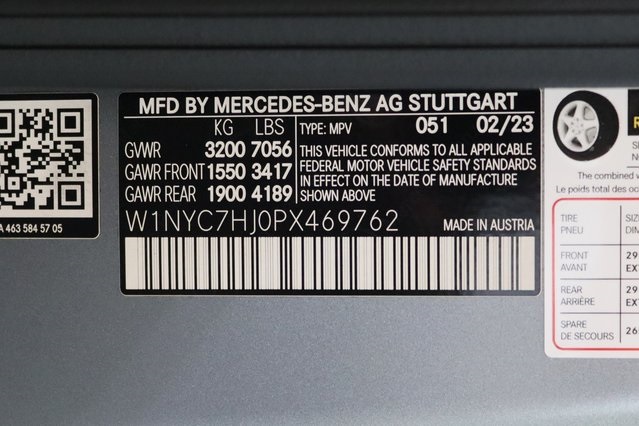 MFD BY MERCEDES-BENZ AG STUTTGART
KG LBS TYPE: MPV 051 02/23
GVWR 3200 7056
GAWR FRONT 1550 3417
GAWR REAR 1900 4189
THIS VEHICLE CONFORMS TO ALL APPLICABLE
FEDERAL MOTOR VEHICLE SAFETY STANDARDS
IN EFFECT ON THE DATE OF MANUFACTURE
SHOWN ABOVE
W1NYC7HJ0PX469762 MADE IN AUSTRIA
A 463 584 57 05
The combined
Le poids total des
TIRE
PNEU
FRONT
AVANT
REAR
ARRIÈRE
SPARE
DE SECOURS